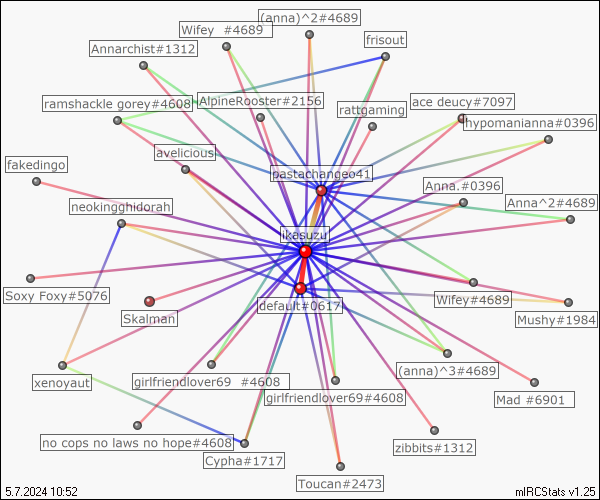 (anna)^2#4689
Wifey  #4689
frisout
Annarchist#1312
ramshackle gorey#4608
AlpineRooster#2156
rattgaming
ace deucy#7097
hypomanianna#0396
avelicious
fakedingo
pastachangeo41
Anna.#0396
neokingghidorah
Anna^2#4689
ikasuzu
Soxy Foxy#5076
Skalman
default#0617
Wifey#4689
Mushy#1984
xenoyaut
girlfriendlover69  #4608
girlfriendlover69#4608
(anna)^3#4689
Mad #6901
no cops no laws no hope#4608
Cypha#1717
zibbits#1312
Toucan#2473
5.7.2024 10:52
mIRCStats v1.25